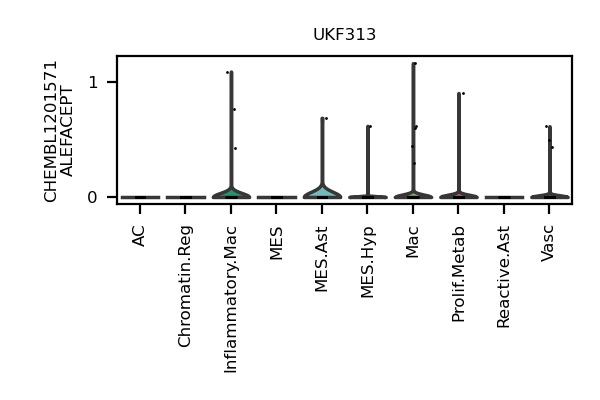 UKF313
CHEMBL1201571
ALEFACEPT
1
0
AC
Chromatin.Reg
Inflammatory.Mac
MES
MES.Ast
MES.Hyp
Mac
Prolif.Metab
Reactive.Ast
Vasc